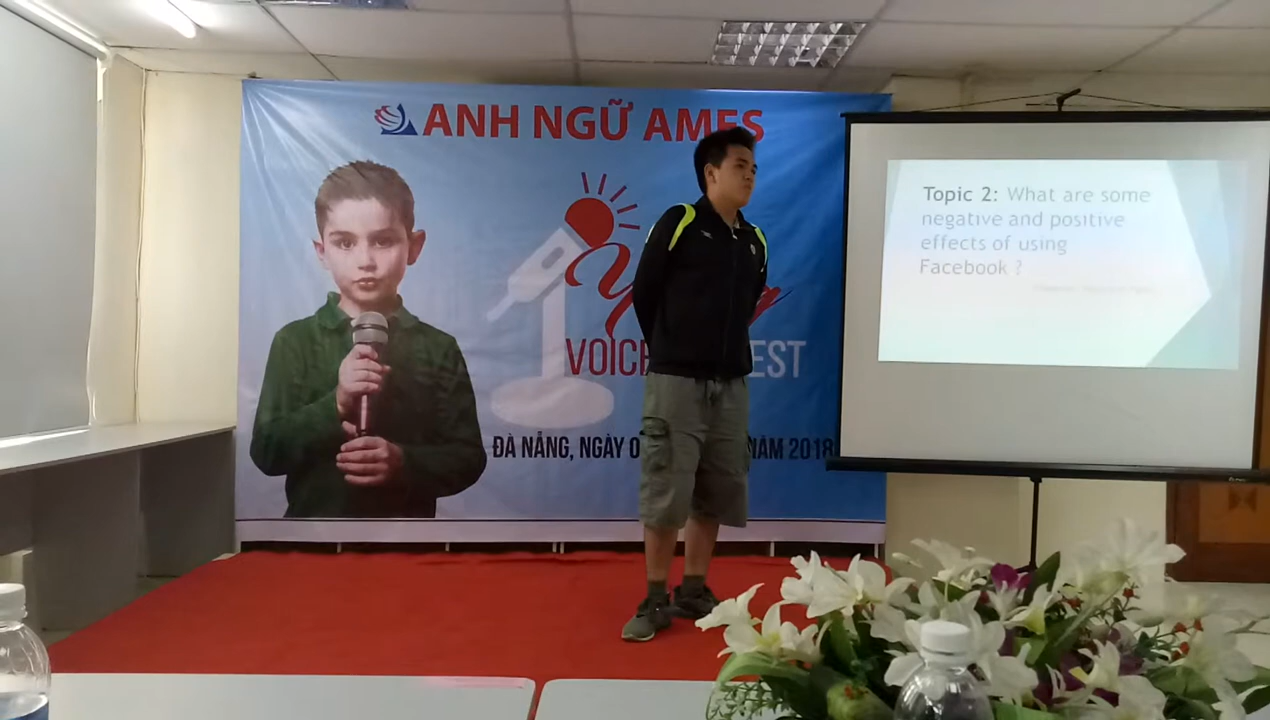 ANH NGỮ AMES
VOICE
EST
ĐÀ NẴNG, NGÀY 0
NĂM 2018
Topic 2: What are some
negative and positive
effects of using
Facebook ?